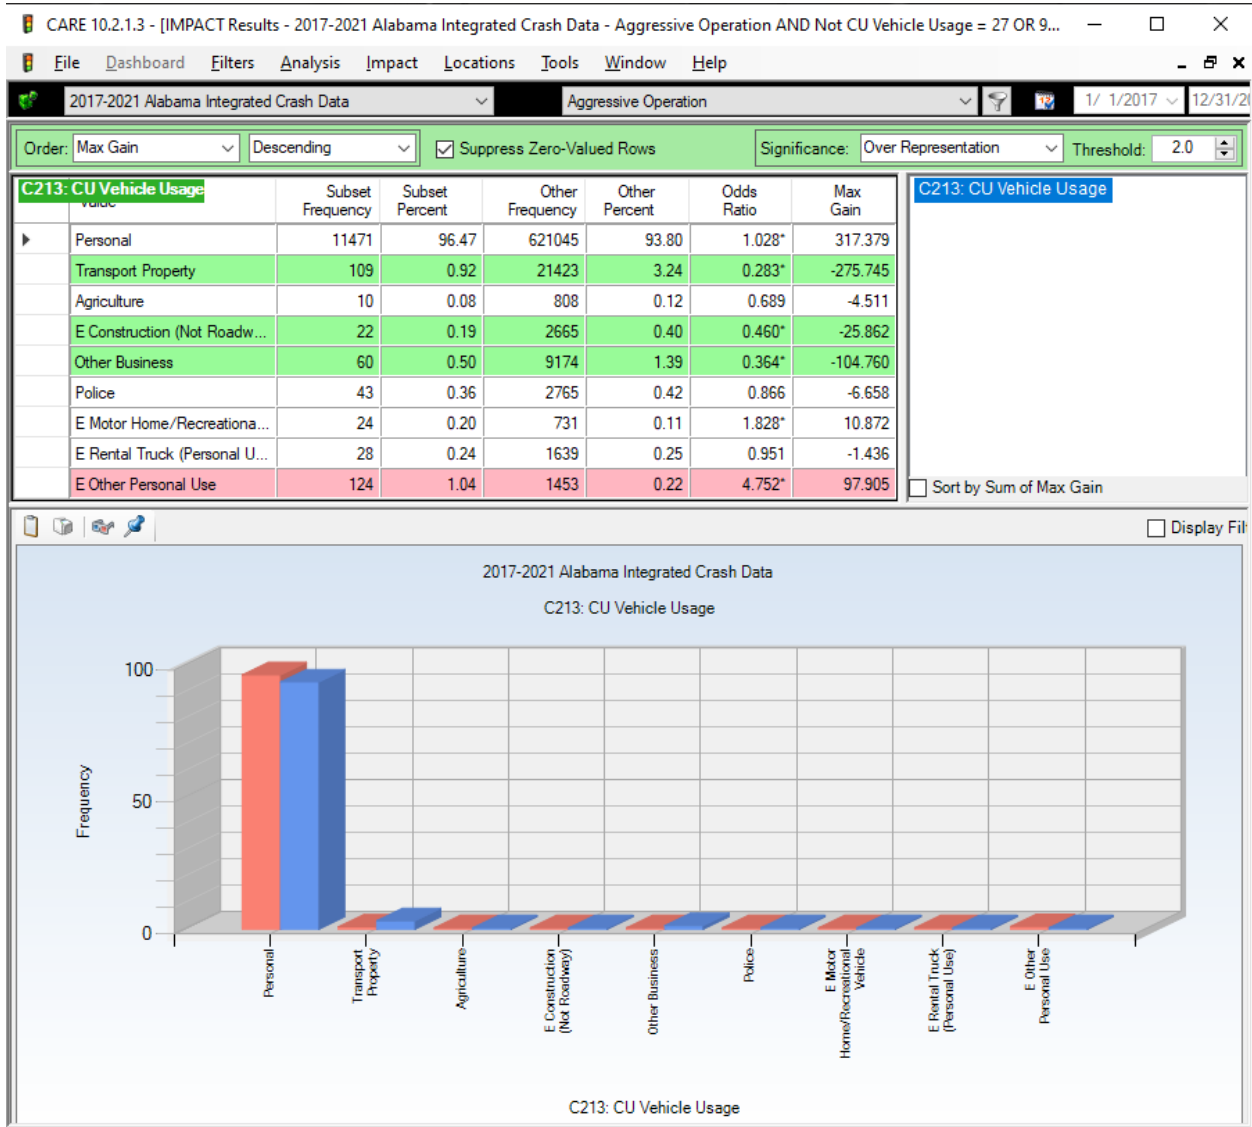 CARE 10.2.1.3 - [IMPACT Results - 2017-2021 Alabama Integrated Crash Data - Aggressive Operation AND Not CU Vehicle Usage = 27 OR 9...
File Dashboard Filters Analysis Impact Locations Tools Window Help
2017-2021 Alabama Integrated Crash Data Aggressive Operation 1/ 1/2017 12/31/2
Order: Max Gain Descending Suppress Zero-Valued Rows Significance: Over Representation Threshold: 2.0
C213: CU Vehicle Usage Subset Frequency Subset Percent Other Frequency Other Percent Odds Ratio Max Gain
Personal 11471 96.47 621045 93.80 1.028* 317.379
Transport Property 109 0.92 21423 3.24 0.283* -275.745
Agriculture 10 0.08 808 0.12 0.689 -4.511
E Construction (Not Roadw... 22 0.19 2665 0.40 0.460* -25.862
Other Business 60 0.50 9174 1.39 0.364* -104.760
Police 43 0.36 2765 0.42 0.866 -6.658
E Motor Home/Recreationa... 24 0.20 731 0.11 1.828* 10.872
E Rental Truck (Personal U... 28 0.24 1639 0.25 0.951 -1.436
E Other Personal Use 124 1.04 1453 0.22 4.752* 97.905
C213: CU Vehicle Usage
Sort by Sum of Max Gain
Display Filt
2017-2021 Alabama Integrated Crash Data
C213: CU Vehicle Usage
Frequency
100
50
0
Personal
Transport
Property
Agriculture
E Construction
(Not Roadway)
Other Business
Police
E Motor
Home/Recreational
Vehicle
E Rental Truck
(Personal Use)
E Other
Personal Use
C213: CU Vehicle Usage